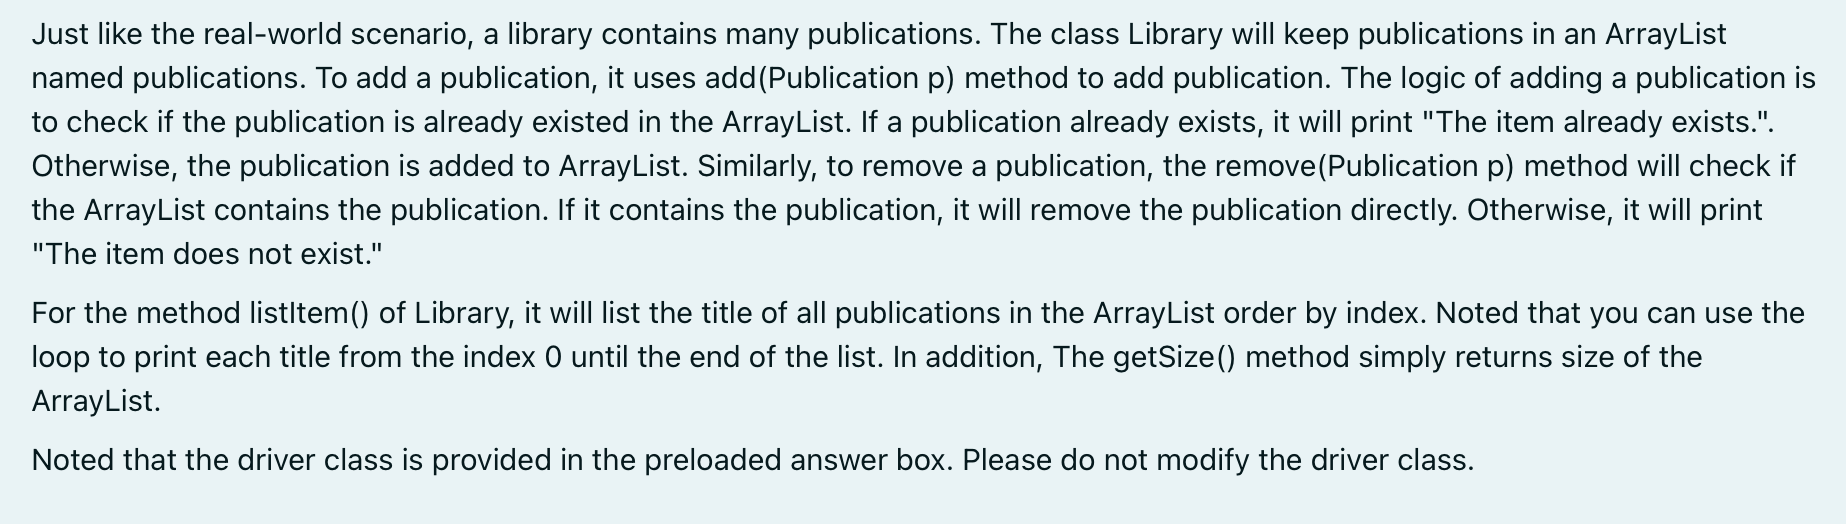 Just like the real-world scenario, a library contains many publications. The class Library will keep publications in an ArrayList
named publications. To add a publication, it uses add(Publication p) method to add publication. The logic of adding a publication is
to check if the publication is already existed in the ArrayList. If a publication already exists, it will print "The item already exists.".
Otherwise, the publication is added to ArrayList. Similarly, to remove a publication, the remove(Publication p) method will check if
the ArrayList contains the publication. If it contains the publication, it will remove the publication directly. Otherwise, it will print
"The item does not exist."
For the method listItem() of Library, it will list the title of all publications in the ArrayList order by index. Noted that you can use the
loop to print each title from the index 0 until the end of the list. In addition, The getSize() method simply returns size of the
ArrayList.
Noted that the driver class is provided in the preloaded answer box. Please do not modify the driver class.